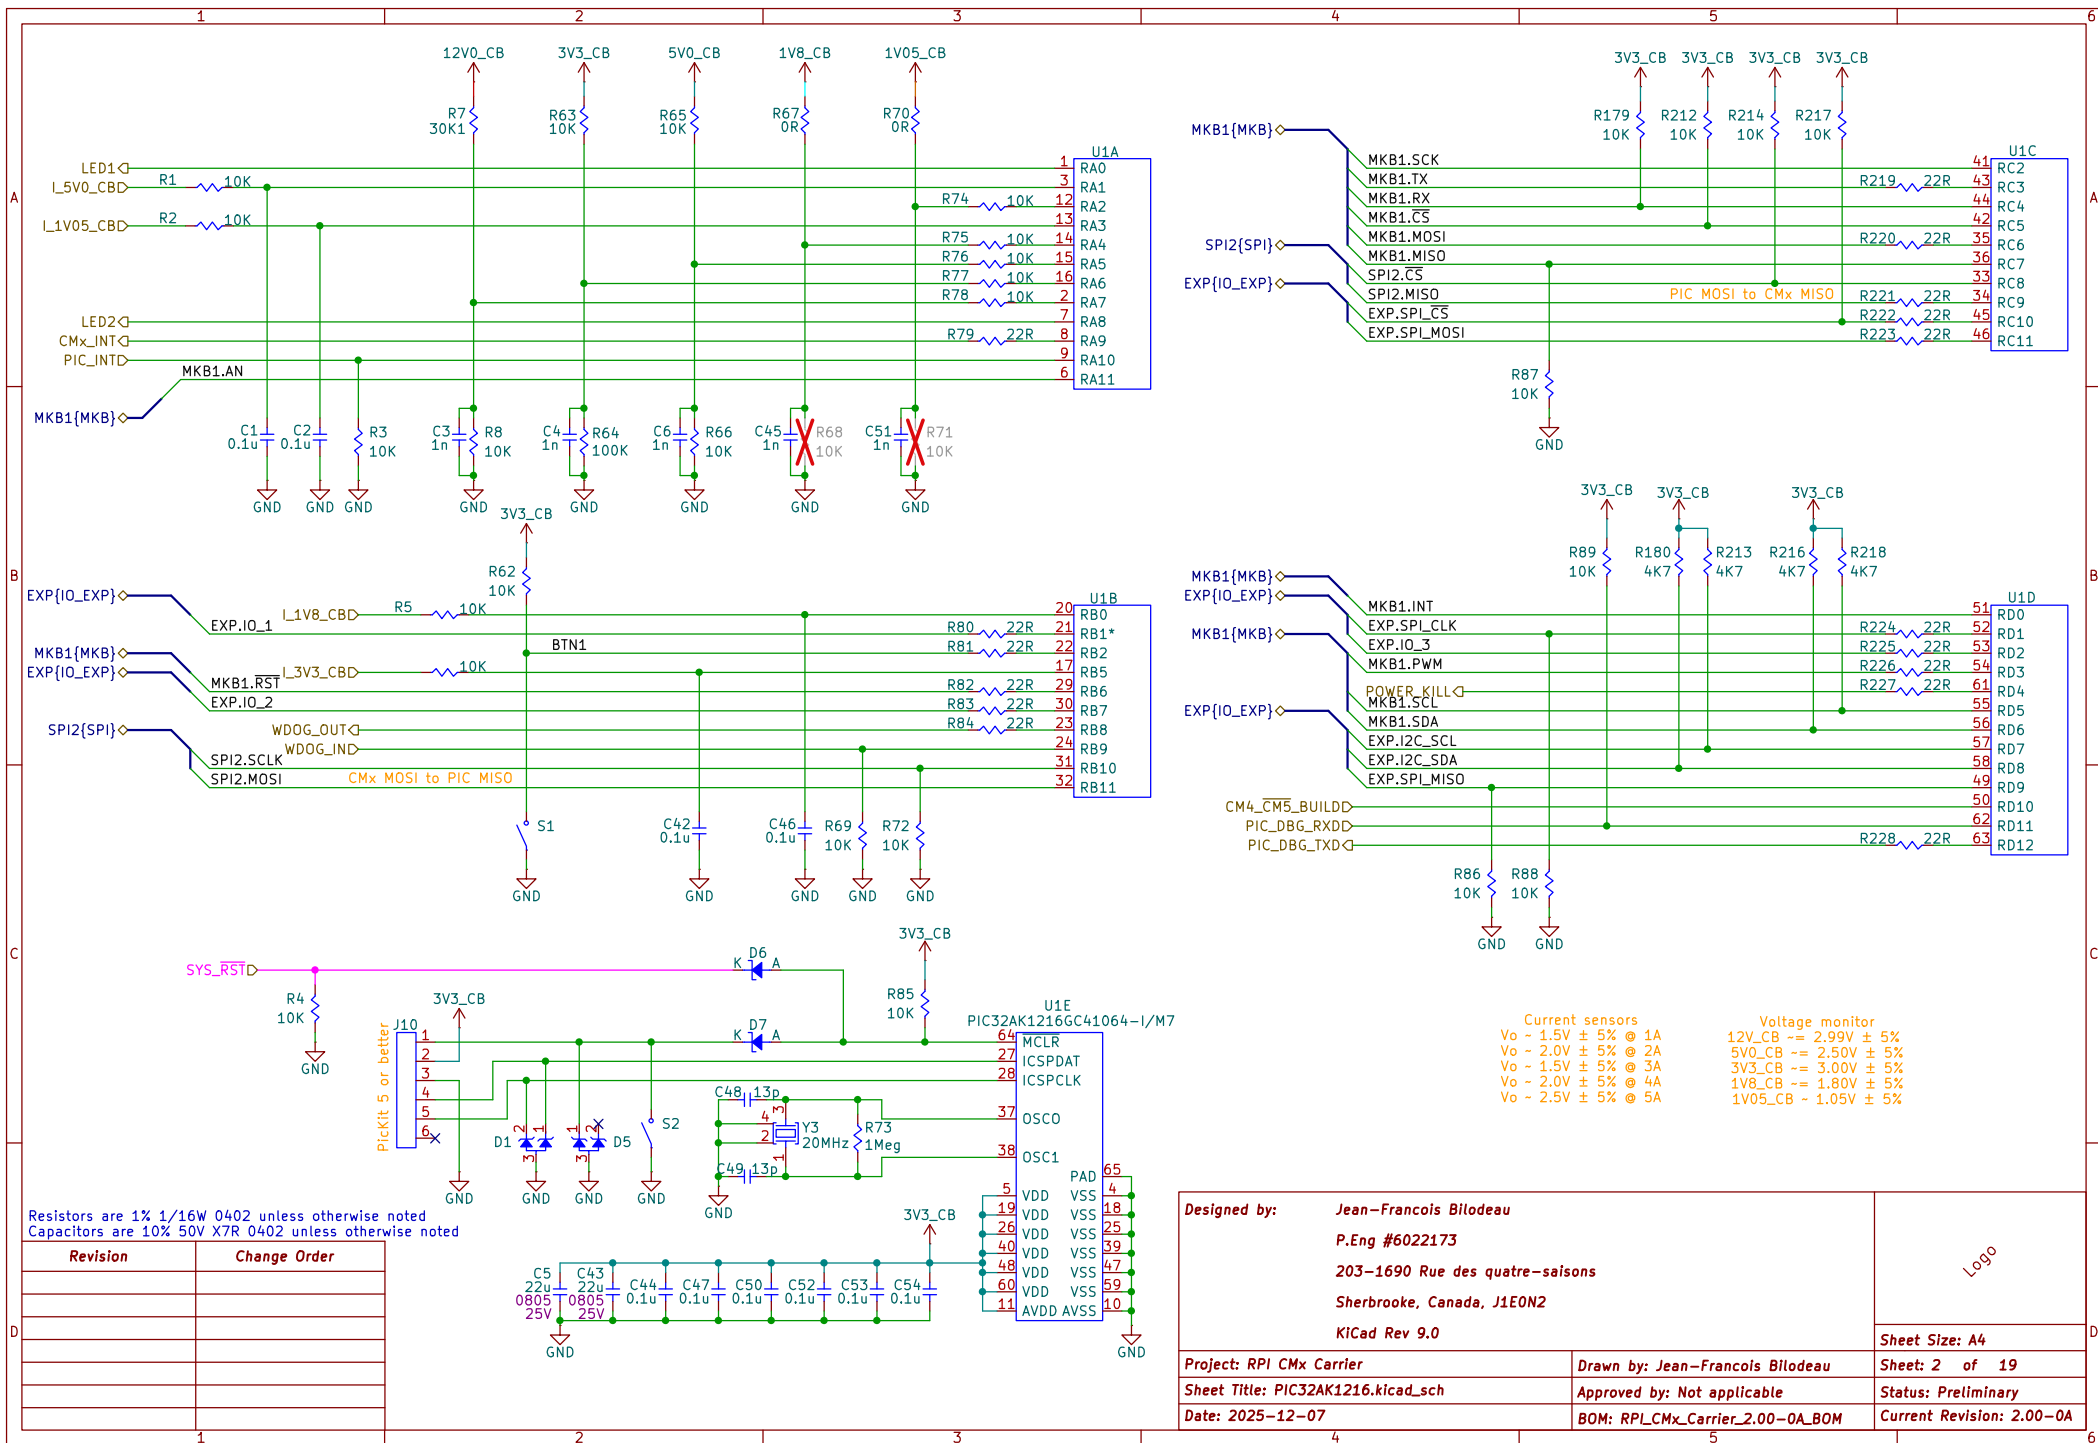 1 2 3 4 5 6
A
B
C
D
12V0_CB 3V3_CB 5V0_CB 1V8_CB 1V05_CB
R7 30K1
R63 10K
R65 10K
R67 0R
R70 0R
LED1
I_5V0_CB R1 10K
I_1V05_CB R2 10K
LED2
CMx_INT
PIC_INT
MKB1.AN
MKB1{MKB}
R74 10K
R75 10K
R76 10K
R77 10K
R78 10K
R79 22R
U1A
1 RA0
3 RA1
12 RA2
13 RA3
14 RA4
15 RA5
16 RA6
2 RA7
7 RA8
8 RA9
9 RA10
6 RA11
C1 0.1u
C2 0.1u
R3 10K
C3 1n
R8 10K
C4 1n
R64 100K
C6 1n
R66 10K
C45 1n
R68 10K
C51 1n
R71 10K
GND GND GND GND GND GND GND GND
3V3_CB 3V3_CB 3V3_CB 3V3_CB
R179 10K
R212 10K
R214 10K
R217 10K
MKB1{MKB}
SPI2{SPI}
EXP{IO_EXP}
MKB1.SCK
MKB1.TX
MKB1.RX
MKB1.CS
MKB1.MOSI
MKB1.MISO
SPI2.CS
SPI2.MISO
EXP.SPI_CS
EXP.SPI_MOSI
PIC MOSI to CMx MISO
R219 22R
R220 22R
R221 22R
R222 22R
R223 22R
U1C
41 RC2
43 RC3
44 RC4
42 RC5
35 RC6
36 RC7
33 RC8
34 RC9
45 RC10
46 RC11
R87 10K
GND
3V3_CB
R62 10K
EXP{IO_EXP}
I_1V8_CB R5 10K
EXP.IO_1
MKB1{MKB}
BTN1
EXP{IO_EXP}
I_3V3_CB 10K
MKB1.RST
EXP.IO_2
SPI2{SPI}
WDOG_OUT
WDOG_IN
SPI2.SCLK
SPI2.MOSI
CMx MOSI to PIC MISO
R80 22R
R81 22R
R82 22R
R83 22R
R84 22R
U1B
20 RB0
21 RB1*
22 RB2
17 RB5
29 RB6
30 RB7
23 RB8
24 RB9
31 RB10
32 RB11
S1
C42 0.1u
C46 0.1u
R69 10K
R72 10K
GND GND GND GND GND
3V3_CB 3V3_CB 3V3_CB
R89 10K
R180 4K7
R213 4K7
R216 4K7
R218 4K7
MKB1{MKB}
EXP{IO_EXP}
MKB1{MKB}
EXP{IO_EXP}
MKB1.INT
EXP.SPI_CLK
EXP.IO_3
MKB1.PWM
POWER_KILL
MKB1.SCL
MKB1.SDA
EXP.I2C_SCL
EXP.I2C_SDA
EXP.SPI_MISO
CM4_CM5_BUILD
PIC_DBG_RXD
PIC_DBG_TXD
R224 22R
R225 22R
R226 22R
R227 22R
R228 22R
U1D
51 RD0
52 RD1
53 RD2
54 RD3
61 RD4
55 RD5
56 RD6
57 RD7
58 RD8
49 RD9
50 RD10
62 RD11
63 RD12
R86 10K
R88 10K
GND GND
SYS_RST
R4 10K
GND
3V3_CB
J10
PicKit 5 or better
1
2
3
4
5
6
D6 K A
D7 K A
3V3_CB
R85 10K
D1 2 1 3
D5 1 2 3
S2
C48 13p
C49 13p
Y3 20MHz
3
4
2
1
R73 1Meg
GND GND GND GND GND
U1E
PIC32AK1216GC41064-I/M7
64 MCLR
27 ICSPDAT
28 ICSPCLK
37 OSCO
38 OSC1
PAD 65
5 VDD VSS 4
19 VDD VSS 18
26 VDD VSS 25
40 VDD VSS 39
48 VDD VSS 47
60 VDD VSS 59
11 AVDD AVSS 10
GND
3V3_CB
C5 22u 0805 25V
C43 22u 0805 25V
C44 0.1u
C47 0.1u
C50 0.1u
C52 0.1u
C53 0.1u
C54 0.1u
GND
Current sensors
Vo ~ 1.5V ± 5% @ 1A
Vo ~ 2.0V ± 5% @ 2A
Vo ~ 1.5V ± 5% @ 3A
Vo ~ 2.0V ± 5% @ 4A
Vo ~ 2.5V ± 5% @ 5A
Voltage monitor
12V_CB ~= 2.99V ± 5%
5V0_CB ~= 2.50V ± 5%
3V3_CB ~= 3.00V ± 5%
1V8_CB ~= 1.80V ± 5%
1V05_CB ~ 1.05V ± 5%
Resistors are 1% 1/16W 0402 unless otherwise noted
Capacitors are 10% 50V X7R 0402 unless otherwise noted
Revision Change Order
Designed by: Jean-Francois Bilodeau
P.Eng #6022173
203-1690 Rue des quatre-saisons
Sherbrooke, Canada, J1E0N2
KiCad Rev 9.0
Logo
Sheet Size: A4
Project: RPI CMx Carrier
Drawn by: Jean-Francois Bilodeau
Sheet: 2 of 19
Sheet Title: PIC32AK1216.kicad_sch
Approved by: Not applicable
Status: Preliminary
Date: 2025-12-07
BOM: RPI_CMx_Carrier_2.00-0A_BOM
Current Revision: 2.00-0A
1 2 3 4 5 6
A
B
C
D